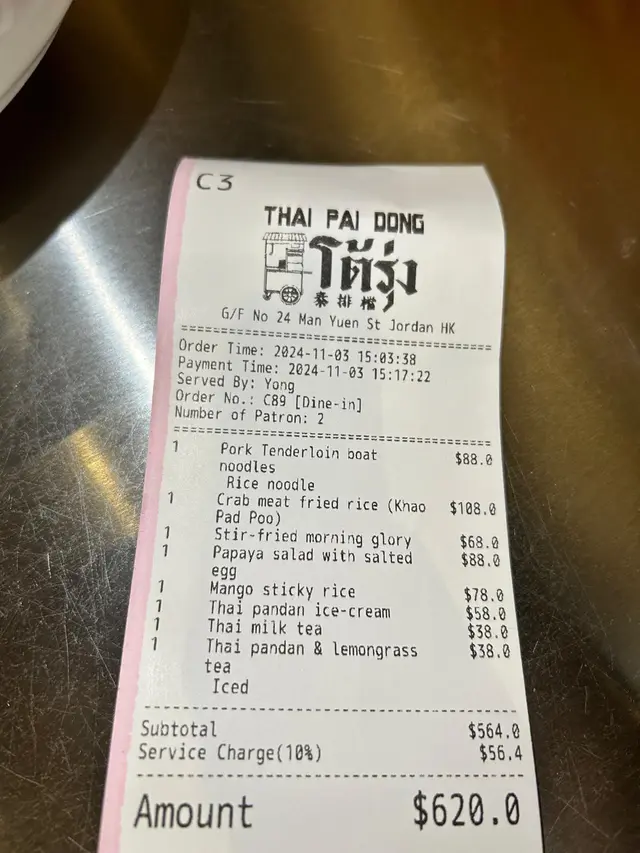 C3
THAI PAI DONG
โต้รุ่ง
泰排檔
G/F No 24 Man Yuen St Jordan HK
Order Time: 2024-11-03 15:03:38
Payment Time: 2024-11-03 15:17:22
Served By: Yong
Order No.: C89 [Dine-in]
Number of Patron: 2
1 Pork Tenderloin boat $88.0
noodles
Rice noodle
1 Crab meat fried rice (Khao $108.0
Pad Poo)
1 Stir-fried morning glory $68.0
1 Papaya salad with salted $88.0
egg
1 Mango sticky rice $78.0
1 Thai pandan ice-cream $58.0
1 Thai milk tea $38.0
1 Thai pandan & lemongrass $38.0
tea
Iced
Subtotal $564.0
Service Charge(10%) $56.4
Amount $620.0